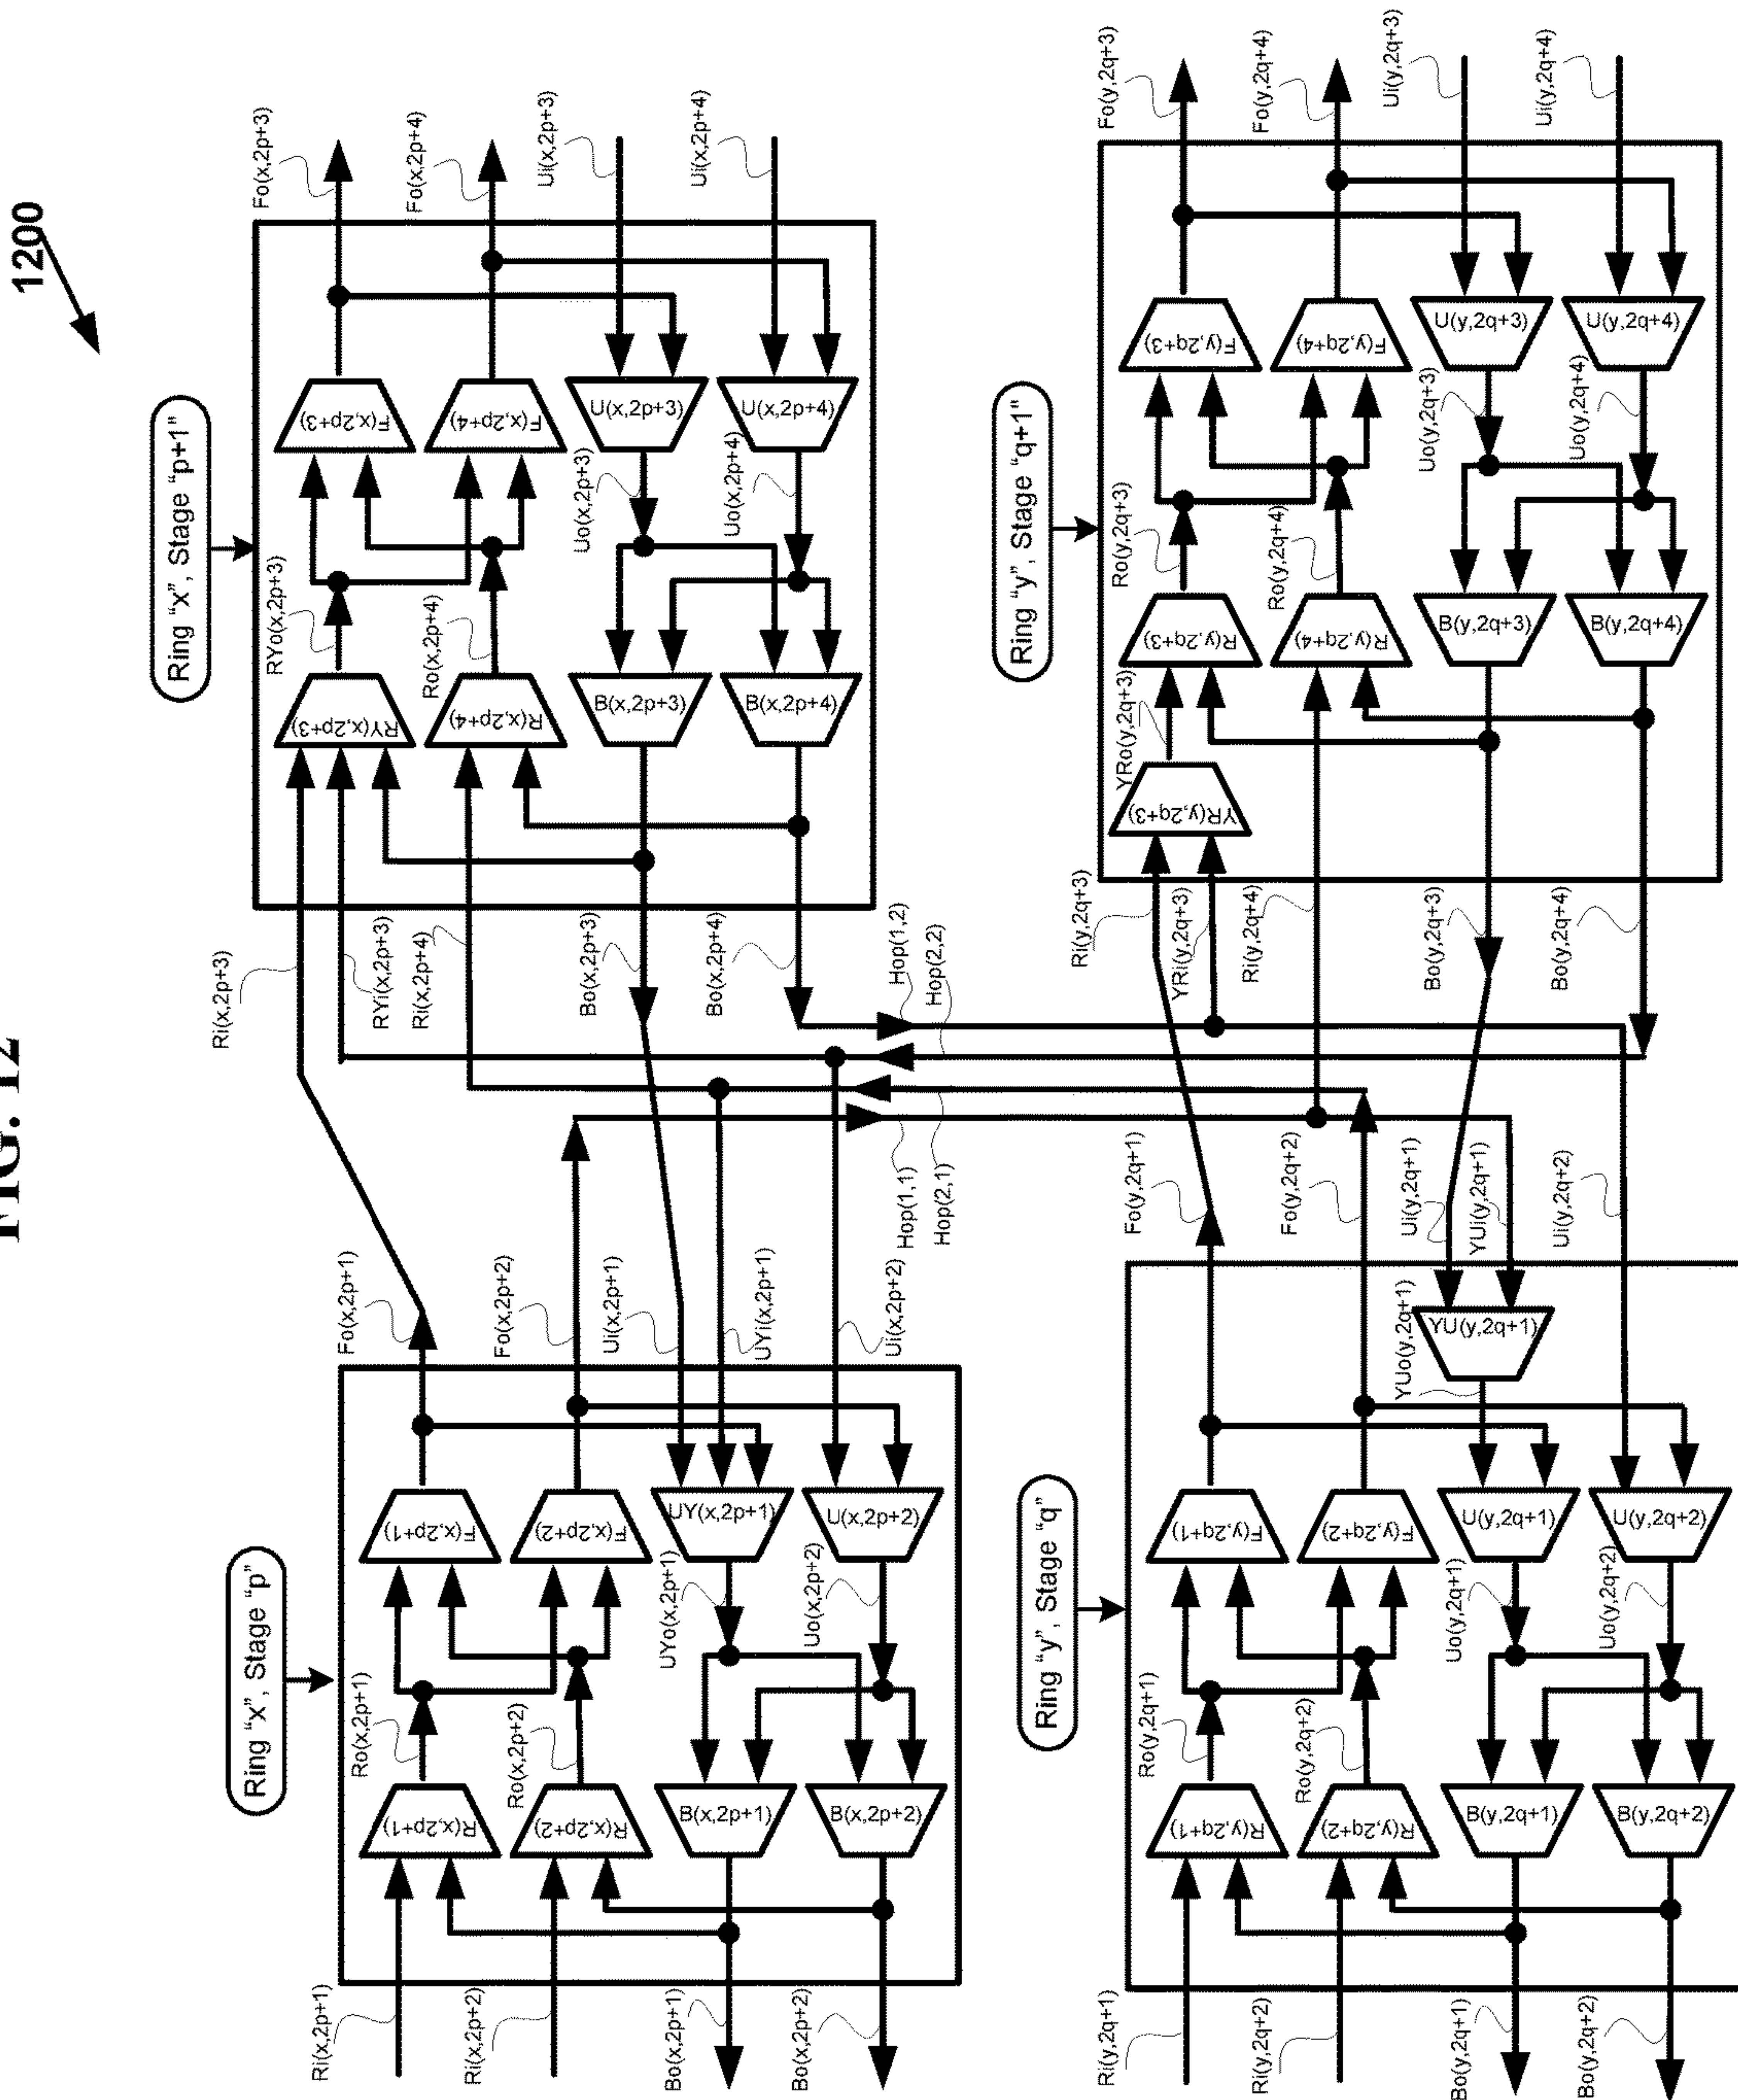 FIG. 12
1200
Ring "x", Stage "p"
Ri(x,2p+1)
Ri(x,2p+2)
Bo(x,2p+1)
Bo(x,2p+2)
R(x,2p+1)
R(x,2p+2)
B(x,2p+1)
B(x,2p+2)
Ro(x,2p+1)
Ro(x,2p+2)
UYo(x,2p+1)
Uo(x,2p+2)
F(x,2p+1)
F(x,2p+2)
UY(x,2p+1)
U(x,2p+2)
Fo(x,2p+1)
Fo(x,2p+2)
Ui(x,2p+1)
UYi(x,2p+1)
Ui(x,2p+2)
Ring "x", Stage "p+1"
Ri(x,2p+3)
RYi(x,2p+3)
Ri(x,2p+4)
Bo(x,2p+3)
Bo(x,2p+4)
RY(x,2p+3)
R(x,2p+4)
B(x,2p+3)
B(x,2p+4)
RYo(x,2p+3)
Ro(x,2p+4)
Uo(x,2p+3)
Uo(x,2p+4)
F(x,2p+3)
F(x,2p+4)
U(x,2p+3)
U(x,2p+4)
Fo(x,2p+3)
Fo(x,2p+4)
Ui(x,2p+3)
Ui(x,2p+4)
Hop(1,1)
Hop(2,1)
Hop(1,2)
Hop(2,2)
Ring "y", Stage "q"
Ri(y,2q+1)
Ri(y,2q+2)
Bo(y,2q+1)
Bo(y,2q+2)
R(y,2q+1)
R(y,2q+2)
B(y,2q+1)
B(y,2q+2)
Ro(y,2q+1)
Ro(y,2q+2)
Uo(y,2q+1)
Uo(y,2q+2)
F(y,2q+1)
F(y,2q+2)
U(y,2q+1)
U(y,2q+2)
YUo(y,2q+1)
YU(y,2q+1)
Fo(y,2q+1)
Fo(y,2q+2)
Ui(y,2q+1)
YUi(y,2q+1)
Ui(y,2q+2)
Ring "y", Stage "q+1"
Ri(y,2q+3)
YRi(y,2q+3)
Ri(y,2q+4)
Bo(y,2q+3)
Bo(y,2q+4)
YR(y,2q+3)
YRo(y,2q+3)
R(y,2q+3)
R(y,2q+4)
B(y,2q+3)
B(y,2q+4)
Ro(y,2q+3)
Ro(y,2q+4)
Uo(y,2q+3)
Uo(y,2q+4)
F(y,2q+3)
F(y,2q+4)
U(y,2q+3)
U(y,2q+4)
Fo(y,2q+3)
Fo(y,2q+4)
Ui(y,2q+3)
Ui(y,2q+4)